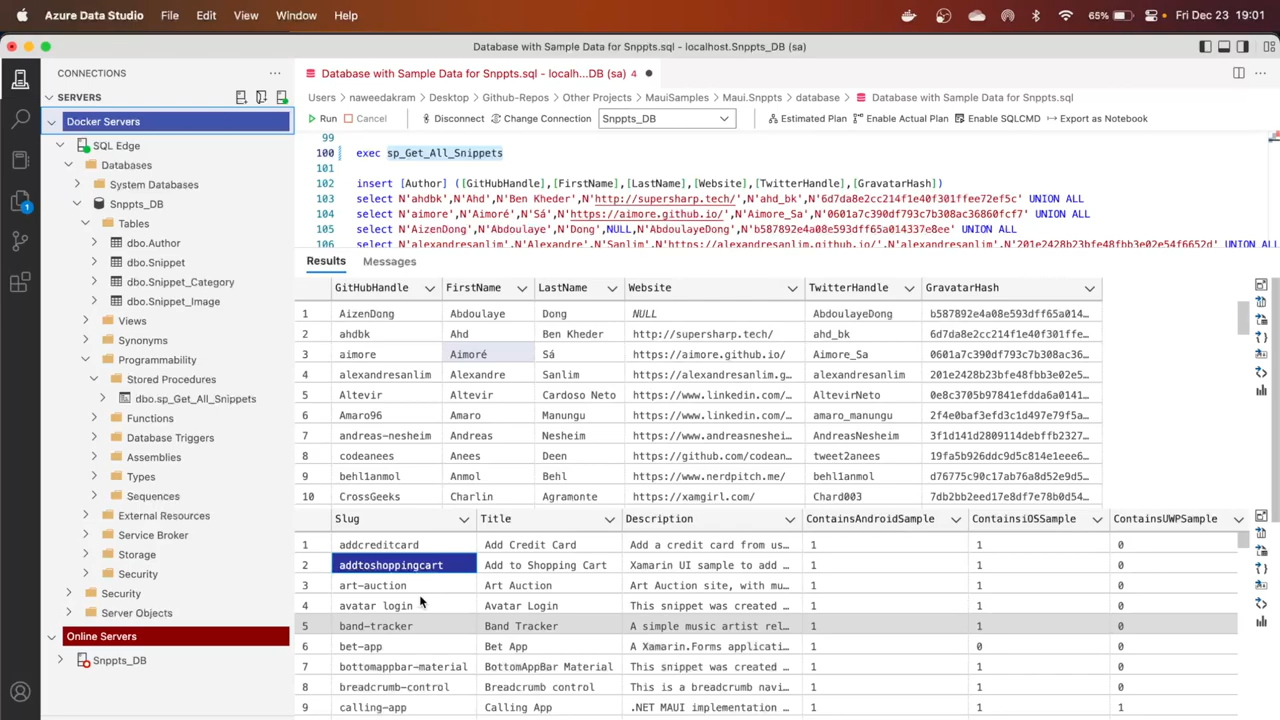 Azure Data Studio File Edit View Window Help 65% Fri Dec 23 19:01
Database with Sample Data for Snppts.sql - localhost.Snppts_DB (sa)
CONNECTIONS
SERVERS
Docker Servers
SQL Edge
Databases
System Databases
Snppts_DB
Tables
dbo.Author
dbo.Snippet
dbo.Snippet_Category
dbo.Snippet_Image
Views
Synonyms
Programmability
Stored Procedures
dbo.sp_Get_All_Snippets
Functions
Database Triggers
Assemblies
Types
Sequences
External Resources
Service Broker
Storage
Security
Security
Server Objects
Online Servers
Snppts_DB
1
Database with Sample Data for Snppts.sql - localh...DB (sa) 4
Users naweedakram Desktop Github-Repos Other Projects MauiSamples Maui.Snppts database Database with Sample Data for Snppts.sql
Run Cancel Disconnect Change Connection Snppts_DB Estimated Plan Enable Actual Plan Enable SQLCMD Export as Notebook
99
100 exec sp_Get_All_Snippets
101
102 insert [Author] ([GitHubHandle],[FirstName],[LastName],[Website],[TwitterHandle],[GravatarHash])
103 select N'ahdbk',N'Ahd',N'Ben Kheder',N'http://supersharp.tech/',N'ahd_bk',N'6d7da8e2cc214f1e40f301ffee72ef5c' UNION ALL
104 select N'aimore',N'Aimoré',N'Sá',N'https://aimore.github.io/',N'Aimore_Sa',N'0601a7c390df793c7b308ac36860fcf7' UNION ALL
105 select N'AizenDong',N'Abdoulaye',N'Dong',NULL,N'AbdoulayeDong',N'b587892e4a08e593dff65a014337e8ee' UNION ALL
106 select N'alexandresanlim',N'Alexandre',N'Sanlim',N'https://alexandresanlim.github.io/',N'alexandresanlim',N'201e2428b23bfe48fbb3e02e54f6652d' UNION ALL
Results Messages
GitHubHandle FirstName LastName Website TwitterHandle GravatarHash
1 AizenDong Abdoulaye Dong NULL AbdoulayeDong b587892e4a08e593dff65a014...
2 ahdbk Ahd Ben Kheder http://supersharp.tech/ ahd_bk 6d7da8e2cc214f1e40f301ffe...
3 aimore Aimoré Sá https://aimore.github.io/ Aimore_Sa 0601a7c390df793c7b308ac36...
4 alexandresanlim Alexandre Sanlim https://alexandresanlim.g... alexandresanlim 201e2428b23bfe48fbb3e02e5...
5 Altevir Altevir Cardoso Neto https://www.linkedin.com/... AltevirNeto 0e8c3705b97841efdda6a0141...
6 Amaro96 Amaro Manungu https://www.linkedin.com/... amaro_manungu 2f4e0baf3efd3c1d497e79f5a...
7 andreas-nesheim Andreas Nesheim https://www.andreasneshei... AndreasNesheim 3f1d141d2809114debffb2327...
8 codeanees Anees Deen https://github.com/codean... tweet2anees 19fa5b926ddc9d5c814e1eee6...
9 behl1anmol Anmol Behl https://www.nerdpitch.me/ behl1anmol d76775c90c17ab76a8d52e9d5...
10 CrossGeeks Charlin Agramonte https://xamgirl.com/ Chard003 7db2bb2eed17e8df7e78b0d54...
Slug Title Description ContainsAndroidSample ContainsiOSSample ContainsUWPSample
1 addcreditcard Add Credit Card Add a credit card from us... 1 1 0
2 addtoshoppingcart Add to Shopping Cart Xamarin UI sample to add ... 1 1 0
3 art-auction Art Auction Art Auction site, with mu... 1 1 0
4 avatar login Avatar Login This snippet was created ... 1 1 0
5 band-tracker Band Tracker A simple music artist rel... 1 1 0
6 bet-app Bet App A Xamarin.Forms applicati... 1 0 0
7 bottomappbar-material BottomAppBar Material This snippet was created ... 1 1 0
8 breadcrumb-control Breadcrumb control This is a breadcrumb navi... 1 1 0
9 calling-app Calling App .NET MAUI implementation ... 1 1 1